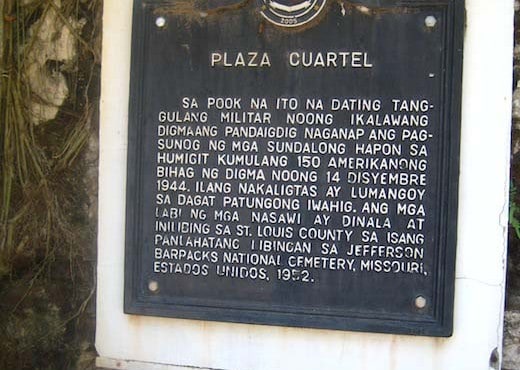 2005
PLAZA CUARTEL
SA POOK NA ITO NA DATING TANG-
GULANG MILITAR NOONG IKALAWANG
DIGMAANG PANDAIGDIG NAGANAP ANG PAG-
SUNOG NG MGA SUNDALONG HAPON SA
HUMIGIT KUMULANG 150 AMERIKANONG
BIHAG NG DIGMA NOONG 14 DISYEMBRE
1944. ILANG NAKALIGTAS AY LUMANGOY
SA DAGAT PATUNGONG IWAHIG. ANG MGA
LABI NG MGA NASAWI AY DINALA AT
INILIDING SA ST. LOUIS COUNTY SA ISANG
PANLAHATANG LIBINGAN SA JEFFERSON
BARPACKS NATIONAL CEMETERY, MISSOURI,
ESTADOS UNIDOS, 1952.